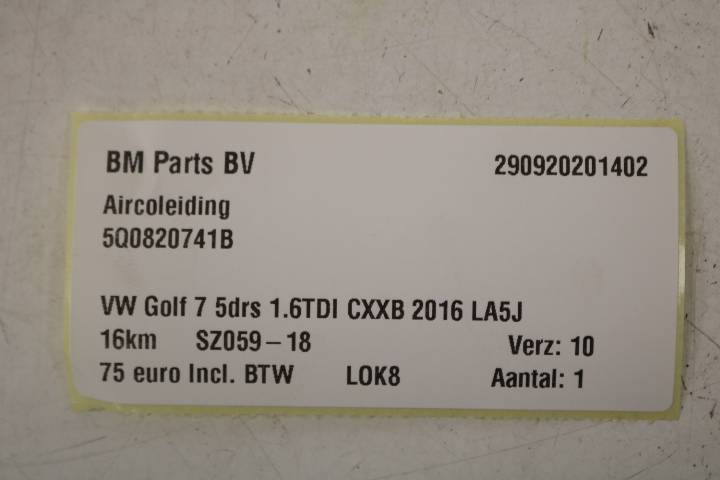 BM Parts BV 290920201402
Aircoleiding
5Q0820741B
VW Golf 7 5drs 1.6TDI CXXB 2016 LA5J
16km SZ059-18 Verz: 10
75 euro Incl. BTW LOK8 Aantal: 1